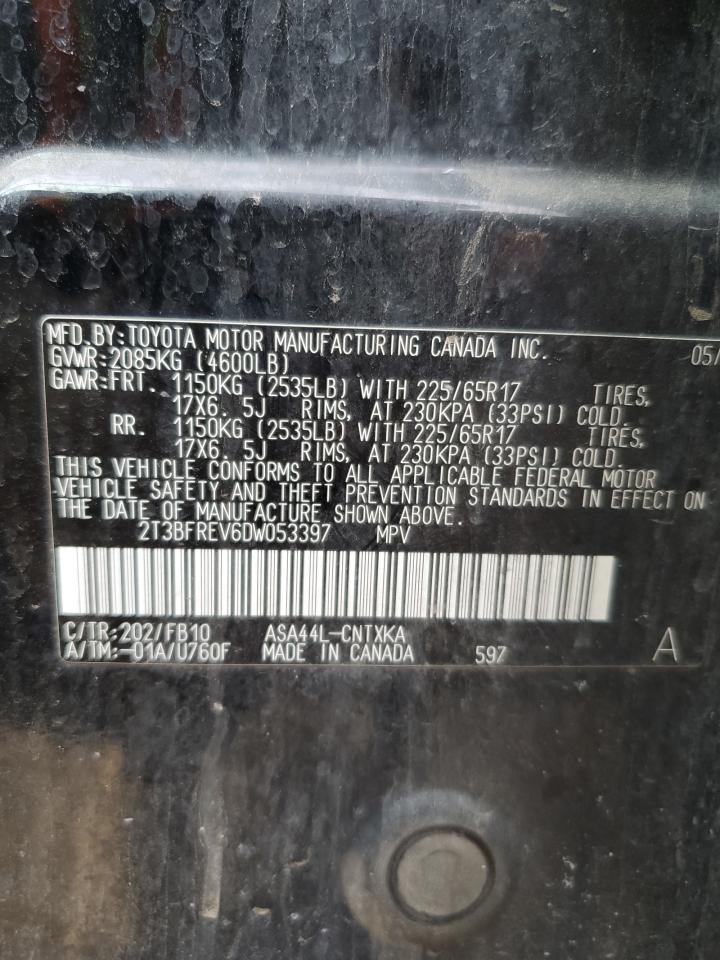 MFD.BY:TOYOTA MOTOR MANUFACTURING CANADA INC. 05/
GVWR:2085KG (4600LB)
GAWR:FRT. 1150KG (2535LB) WITH 225/65R17 TIRES,
17X6. 5J RIMS, AT 230KPA (33PSI) COLD.
RR. 1150KG (2535LB) WITH 225/65R17 TIRES,
17X6. 5J RIMS, AT 230KPA (33PSI) COLD.
THIS VEHICLE CONFORMS TO ALL APPLICABLE FEDERAL MOTOR
VEHICLE SAFETY AND THEFT PREVENTION STANDARDS IN EFFECT ON
THE DATE OF MANUFACTURE SHOWN ABOVE.
2T3BFREV6DW053397 MPV
C/TR:202/FB10 ASA44L-CNTXKA
A/TM:-01A/U760F MADE IN CANADA 597 A